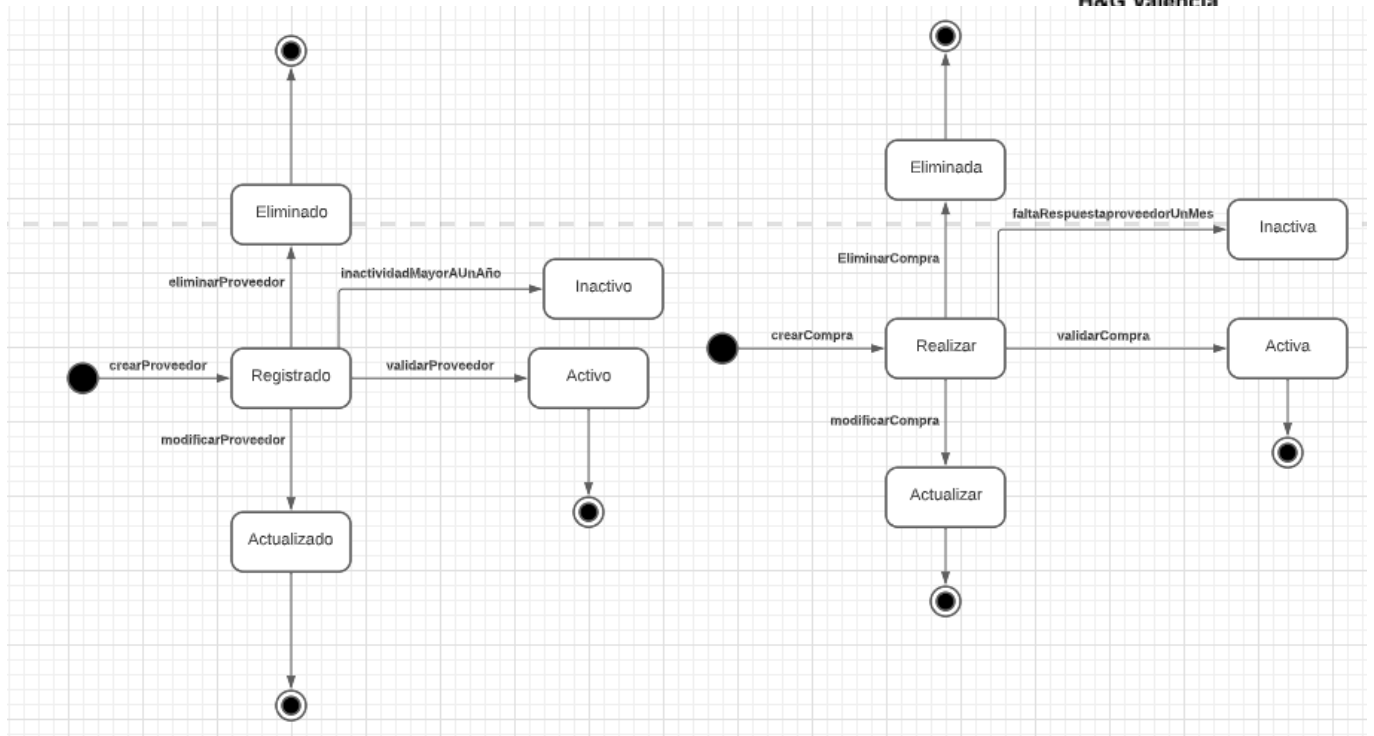 H&G Valencia
Eliminado
eliminarProveedor
inactividadMayorAUnAño
Inactivo
crearProveedor
Registrado
validarProveedor
Activo
modificarProveedor
Actualizado
Eliminada
faltaRespuestaproveedorUnMes
Inactiva
EliminarCompra
crearCompra
Realizar
validarCompra
Activa
modificarCompra
Actualizar